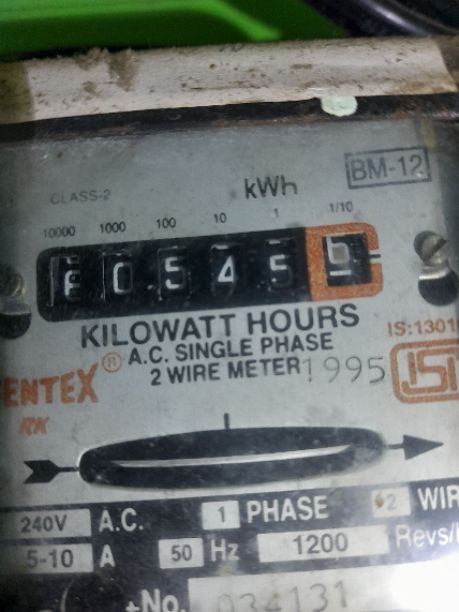 CLASS-2
kWh
BM-12
10000 1000 100 10 1 1/10
0 5 4 5
KILOWATT HOURS
IS:1301
A.C. SINGLE PHASE
ENTEX ®
2 WIRE METER 1995
ISI
RK
240V A.C. 1 PHASE 2 WIR
5-10 A 50 Hz 1200 Revs/
No. 034131